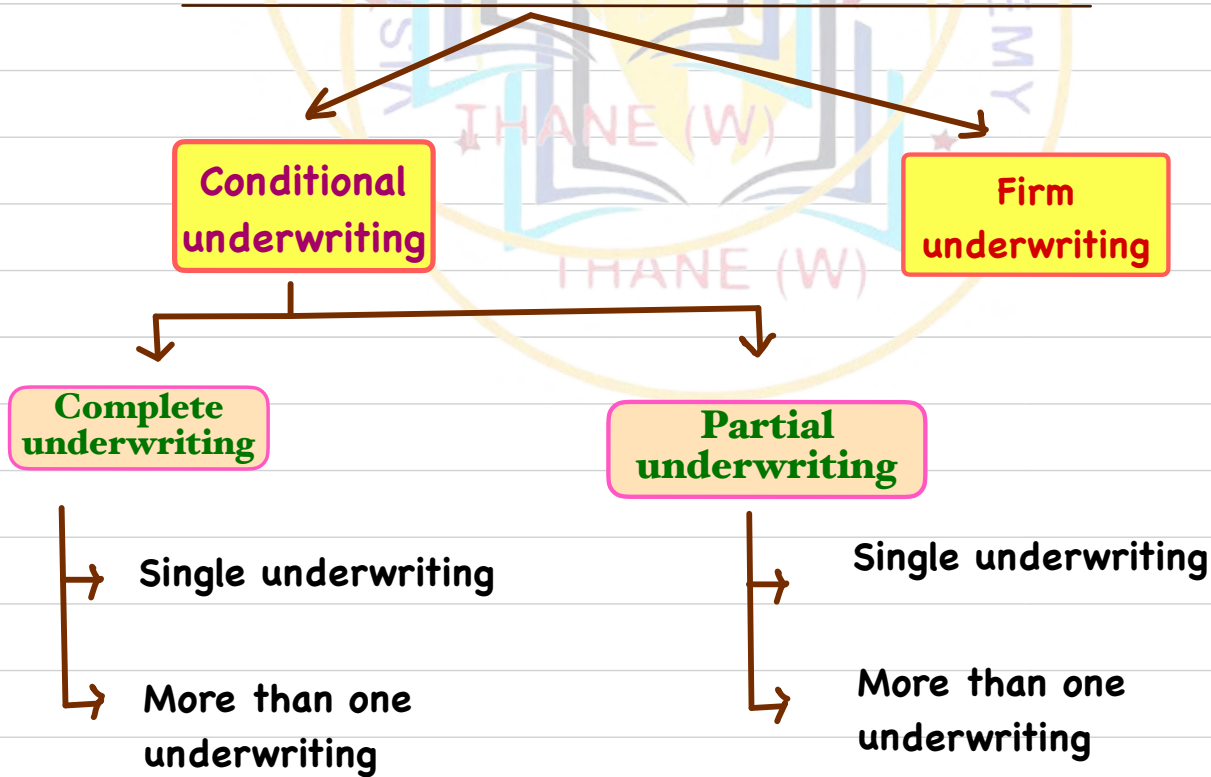 THANE (W)
EMY
Conditional
underwriting
Firm
underwriting
THANE (W)
Complete
underwriting
Partial
underwriting
Single underwriting
Single underwriting
More than one
underwriting
More than one
underwriting